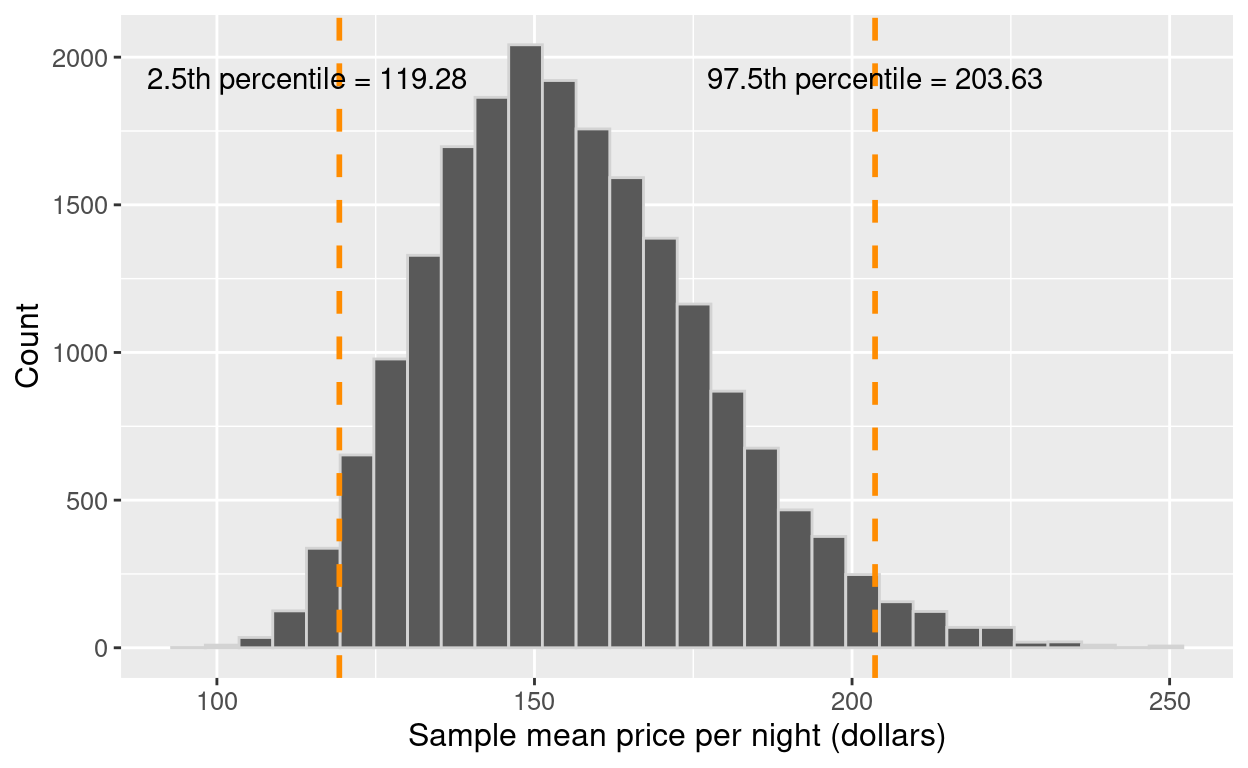 2000
2.5th percentile = 119.28
97.5th percentile = 203.63
1500
Count
1000
500
0
100
150
200
250
Sample mean price per night (dollars)